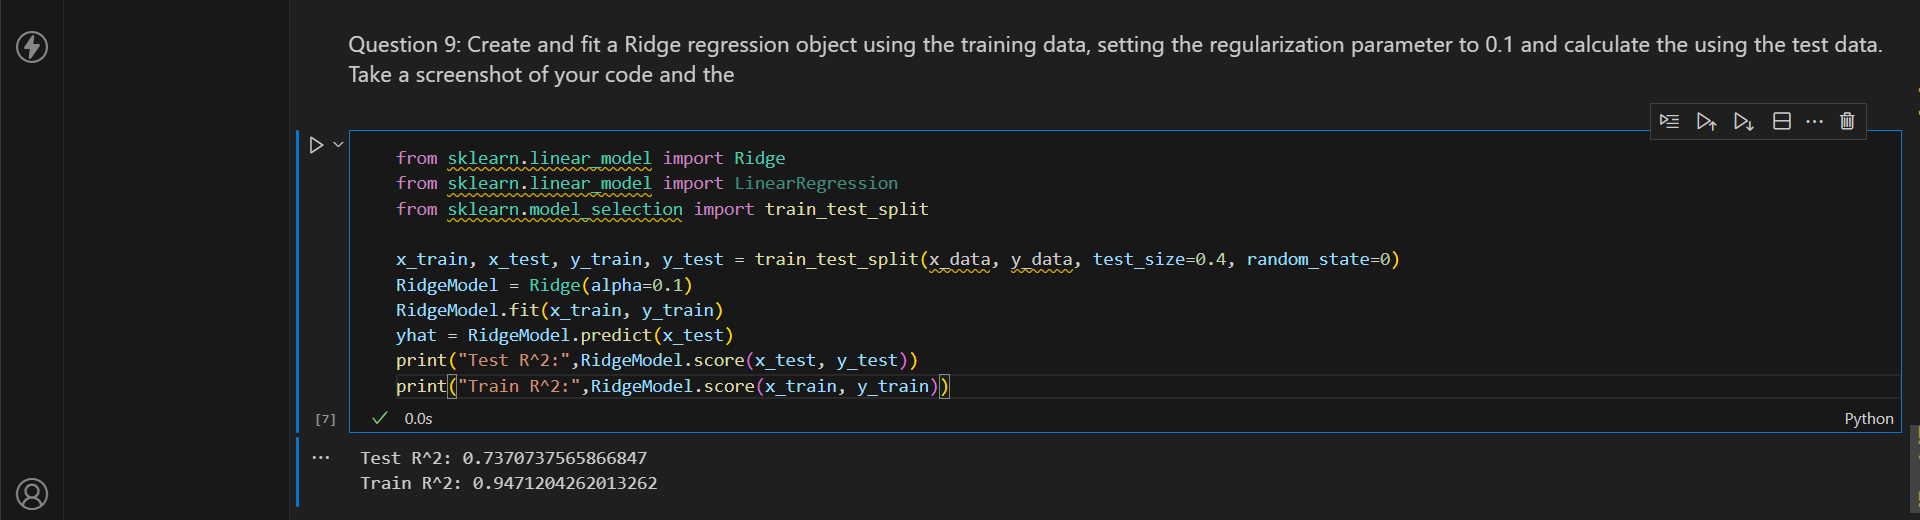 Question 9: Create and fit a Ridge regression object using the training data, setting the regularization parameter to 0.1 and calculate the using the test data.
Take a screenshot of your code and the
from sklearn.linear_model import Ridge
from sklearn.linear_model import LinearRegression
from sklearn.model_selection import train_test_split
x_train, x_test, y_train, y_test = train_test_split(x_data, y_data, test_size=0.4, random_state=0)
RidgeModel = Ridge(alpha=0.1)
RidgeModel.fit(x_train, y_train)
yhat = RidgeModel.predict(x_test)
print("Test R^2:",RidgeModel.score(x_test, y_test))
print("Train R^2:",RidgeModel.score(x_train, y_train))
[7] 0.0s Python
Test R^2: 0.7370737565866847
Train R^2: 0.9471204262013262